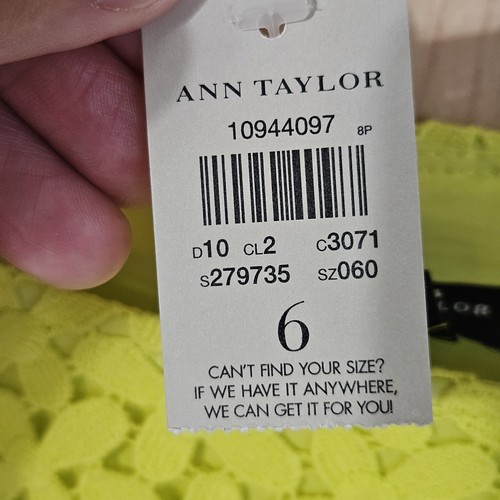 ANN TAYLOR
10944097 8P
D10 CL2 C3071
S279735 SZ060
6
CAN'T FIND YOUR SIZE?
IF WE HAVE IT ANYWHERE,
WE CAN GET IT FOR YOU!